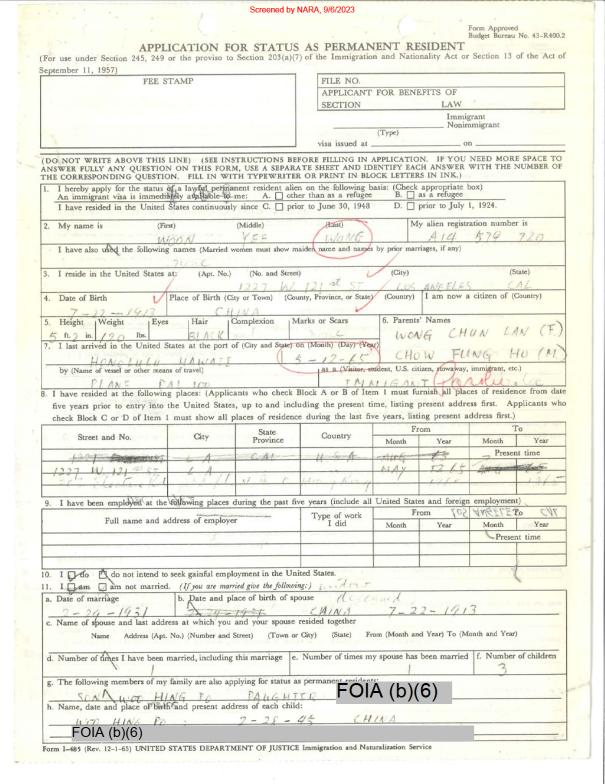 Screened by NARA, 9/6/2023
Form Approved
Budget Bureau No. 43-R400.2
APPLICATION FOR STATUS AS PERMANENT RESIDENT
(For use under Section 245, 249 or the proviso to Section 203(a)(7) of the Immigration and Nationality Act or Section 13 of the Act of
September 11, 1957)
FEE STAMP
FILE NO.
APPLICANT FOR BENEFITS OF
SECTION LAW
Immigrant
Nonimmigrant
(Type)
visa issued at on
(DO NOT WRITE ABOVE THIS LINE) (SEE INSTRUCTIONS BEFORE FILLING IN APPLICATION. IF YOU NEED MORE SPACE TO
ANSWER FULLY ANY QUESTION ON THIS FORM, USE A SEPARATE SHEET AND IDENTIFY EACH ANSWER WITH THE NUMBER OF
THE CORRESPONDING QUESTION. FILL IN WITH TYPEWRITER OR PRINT IN BLOCK LETTERS IN INK.)
1. I hereby apply for the status of a lawful permanent resident alien on the following basis: (Check appropriate box)
An immigrant visa is immediately available to me: A. other than as a refugee B. as a refugee
I have resided in the United States continuously since C. prior to June 30, 1948 D. prior to July 1, 1924.
2. My name is (First) (Middle) (Last) My alien registration number is
WOON YEE WONG A14 579 720
I have also used the following names (Married women must show maiden name and names by prior marriages, if any)
3. I reside in the United States at: (Apt. No.) (No. and Street) (City) (State)
1227 W. 121 st ST LOS ANGELES CAL
4. Date of Birth Place of Birth (City or Town) (County, Province, or State) (Country) I am now a citizen of (Country)
7-22-1913 CHINA
5. Height Weight Eyes Hair Complexion Marks or Scars 6. Parents' Names
5 ft. 2 in. 120 lbs. BLACK
WONG CHUN LAN (F)
7. I last arrived in the United States at the port of (City and State) on (Month) (Day) (Year) CHOW FUNG HO (M)
HONOLULU HAWAII 5-12-65
by (Name of vessel or other means of travel) as a (Visitor, student, U.S. citizen, stowaway, immigrant, etc.)
PLANE PAL 100 IMMIGRANT Parolee
8. I have resided at the following places: (Applicants who check Block A or B of Item 1 must furnish all places of residence from date
five years prior to entry into the United States, up to and including the present time, listing present address first. Applicants who
check Block C or D of Item 1 must show all places of residence during the last five years, listing present address first.)
Street and No. City State Province Country From Month Year To Month Year
Present time
1227 W. 121 ST L A MAY
9. I have been employed at the following places during the past five years (include all United States and foreign employment)
Full name and address of employer Type of work I did From Month Year To Month Year
Present time
10. I do do not intend to seek gainful employment in the United States.
11. I am am not married. (If you are married give the following:)
a. Date of marriage b. Date and place of birth of spouse deceased
2-29-1931 CHINA 7-22-1913
c. Name of spouse and last address at which you and your spouse resided together
Name Address (Apt. No.) (Number and Street) (Town or City) (State) From (Month and Year) To (Month and Year)
d. Number of times I have been married, including this marriage e. Number of times my spouse has been married f. Number of children
1 1 3
g. The following members of my family are also applying for status as permanent residents:
SON WOO HING PO DAUGHTER FOIA (b)(6)
h. Name, date and place of birth and present address of each child:
WOO HING PO: 2-28-45 CHINA
FOIA (b)(6)
Form I-485 (Rev. 12-1-65) UNITED STATES DEPARTMENT OF JUSTICE Immigration and Naturalization Service